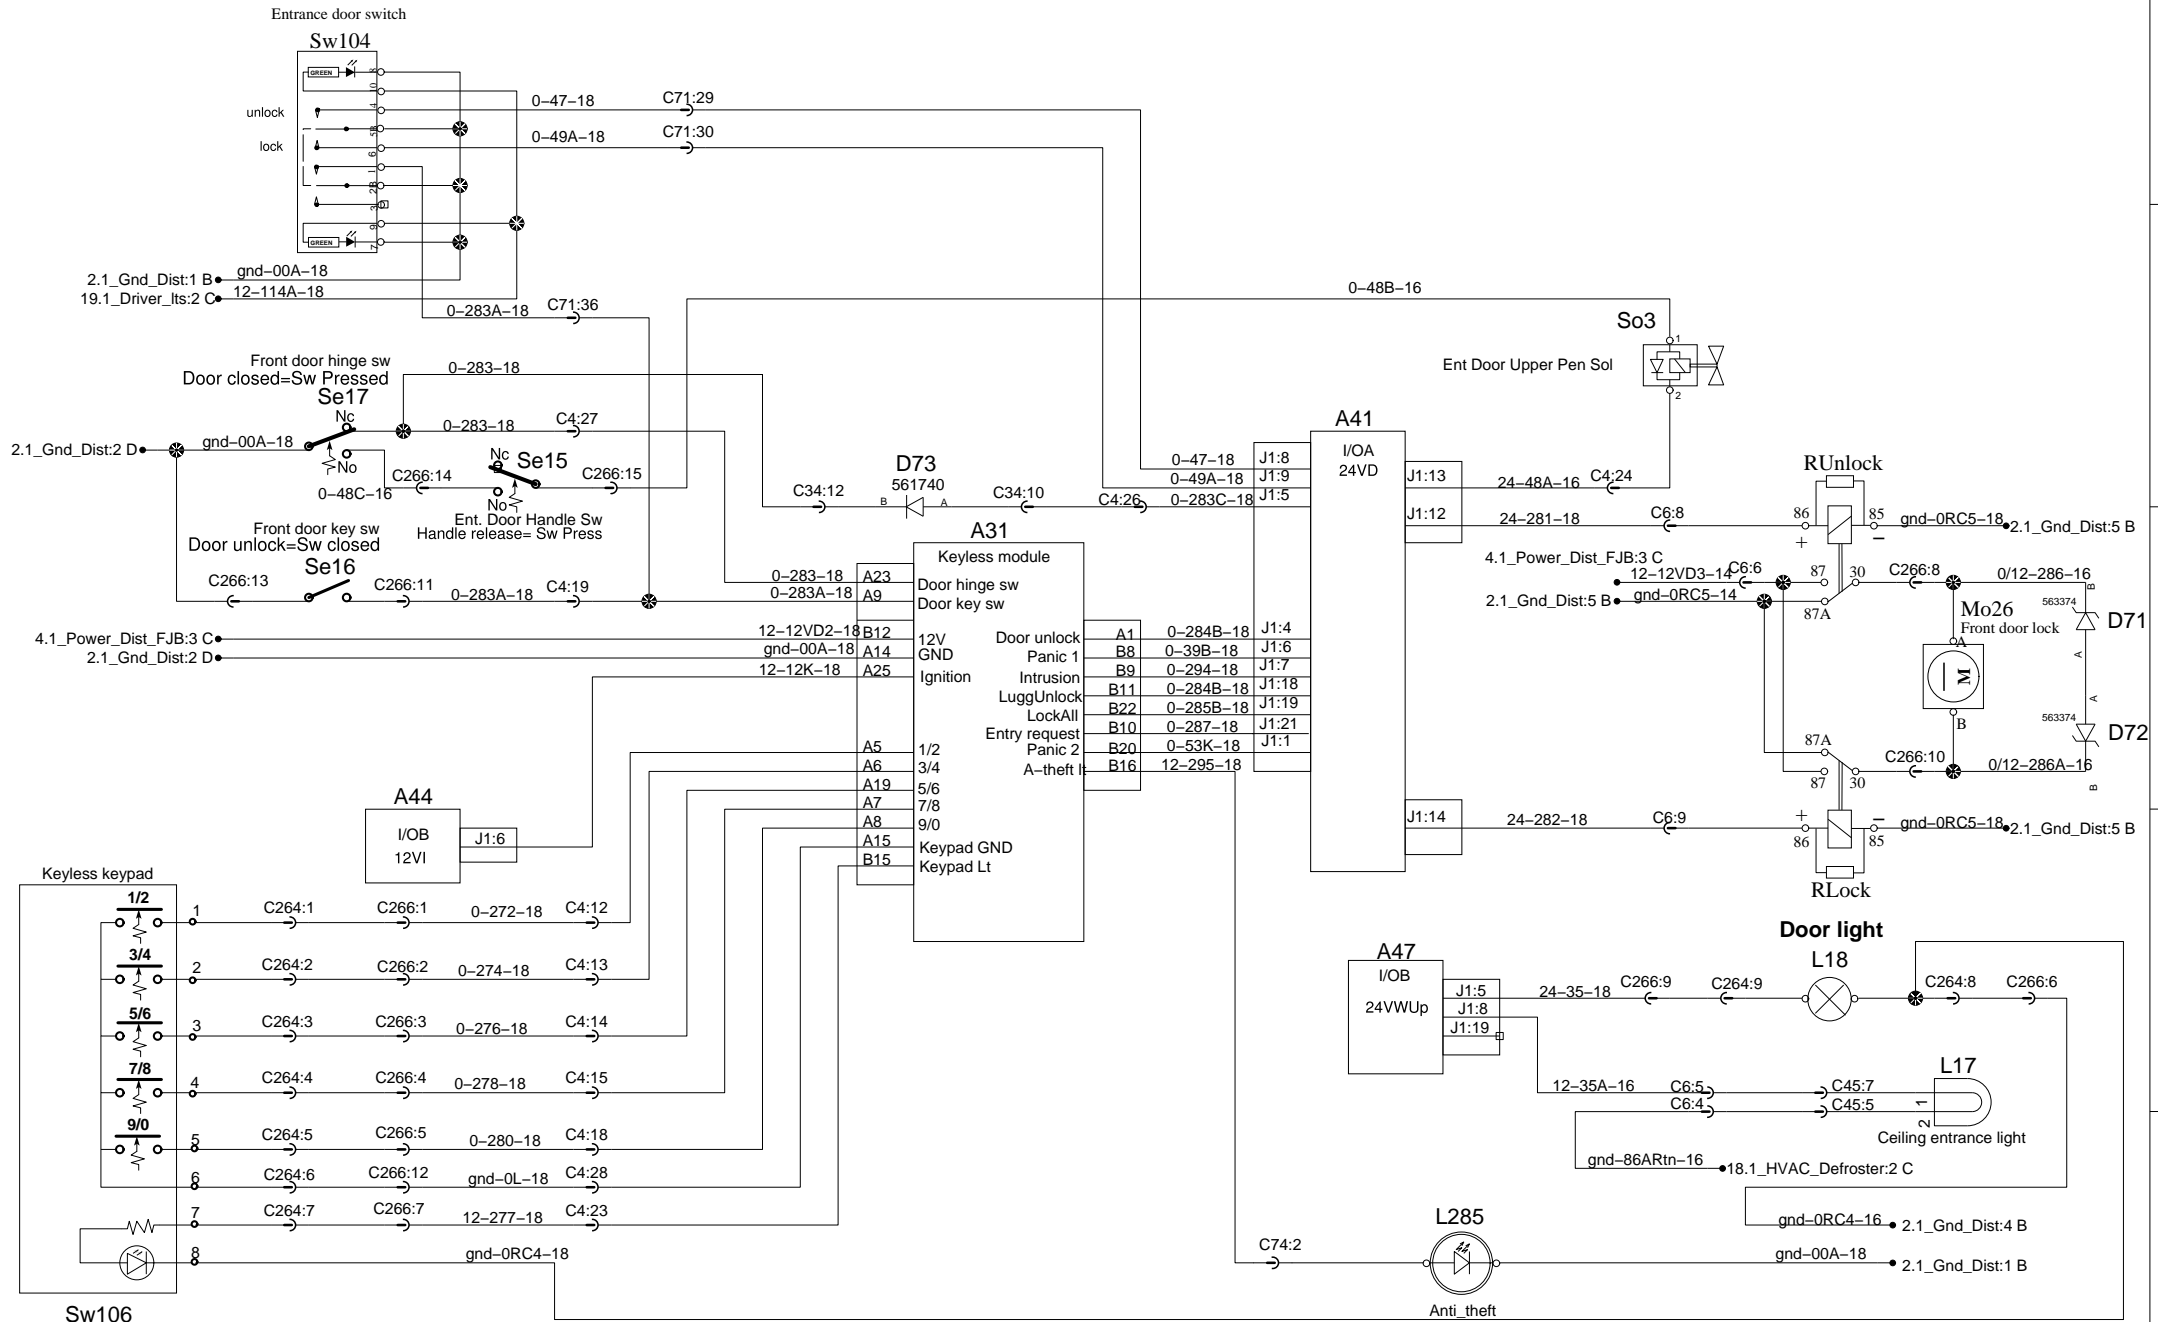 Entrance door switch
Sw104
GREEN
8
10
unlock
4
5B
lock
6
1
2B
3
9
GREEN
7
0−47−18
C71:29
0−49A−18
C71:30
2.1_Gnd_Dist:1 B
gnd−00A−18
19.1_Driver_lts:2 C
12−114A−18
0−283A−18
C71:36
0−48B−16
So3
1
Ent Door Upper Pen Sol
2
Front door hinge sw
Door closed=Sw Pressed
Se17
Nc
0−283−18
0−283−18
C4:27
2.1_Gnd_Dist:2 D
gnd−00A−18
No
0−48C−16
C266:14
Nc
Se15
C266:15
No
Ent. Door Handle Sw
Handle release= Sw Press
Front door key sw
Door unlock=Sw closed
Se16
C266:13
C266:11
0−283A−18
C4:19
D73
561740
C34:12
B
A
C34:10
C4:26
0−47−18
J1:8
0−49A−18
J1:9
0−283C−18
J1:5
A41
I/OA
24VD
J1:13
24−48A−16
C4:24
J1:12
24−281−18
C6:8
RUnlock
86
85
+
−
gnd−0RC5−18
2.1_Gnd_Dist:5 B
4.1_Power_Dist_FJB:3 C
12−12VD3−14
C6:6
87
30
C266:8
0/12−286−16
2.1_Gnd_Dist:5 B
gnd−0RC5−14
87A
B
563374
D71
Mo26
Front door lock
A
M
B
A
A
563374
D72
87A
C266:10
0/12−286A−16
87
30
B
J1:14
24−282−18
C6:9
+
−
86
85
gnd−0RC5−18
2.1_Gnd_Dist:5 B
RLock
A31
Keyless module
0−283−18
A23
Door hinge sw
0−283A−18
A9
Door key sw
4.1_Power_Dist_FJB:3 C
12−12VD2−18
B12
12V
2.1_Gnd_Dist:2 D
gnd−00A−18
A14
GND
12−12K−18
A25
Ignition
Door unlock
A1
0−284B−18
J1:4
Panic 1
B8
0−39B−18
J1:6
Intrusion
B9
0−294−18
J1:7
LuggUnlock
B11
0−284B−18
J1:18
LockAll
B22
0−285B−18
J1:19
Entry request
B10
0−287−18
J1:21
Panic 2
B20
0−53K−18
J1:1
A−theft lt
B16
12−295−18
A5
1/2
A6
3/4
A19
5/6
A7
7/8
A8
9/0
A15
Keypad GND
B15
Keypad Lt
A44
I/OB
12VI
J1:6
Keyless keypad
1/2
1
C264:1
C266:1
0−272−18
C4:12
3/4
2
C264:2
C266:2
0−274−18
C4:13
5/6
3
C264:3
C266:3
0−276−18
C4:14
7/8
4
C264:4
C266:4
0−278−18
C4:15
9/0
5
C264:5
C266:5
0−280−18
C4:18
6
C264:6
C266:12
gnd−0L−18
C4:28
7
C264:7
C266:7
12−277−18
C4:23
8
gnd−0RC4−18
Sw106
Door light
A47
I/OB
24VWUp
J1:5
J1:8
J1:19
24−35−18
C266:9
C264:9
L18
C264:8
C266:6
12−35A−16
C6:5
C45:7
L17
C6:4
C45:5
1
2
Ceiling entrance light
gnd−86ARtn−16
18.1_HVAC_Defroster:2 C
gnd−0RC4−16
2.1_Gnd_Dist:4 B
C74:2
L285
Anti_theft
gnd−00A−18
2.1_Gnd_Dist:1 B